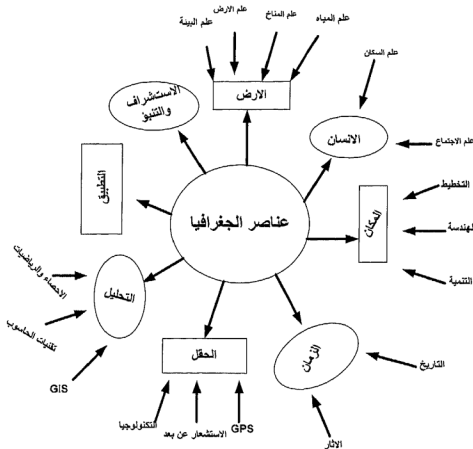 علم المياه
علم المناخ
علم الارض
علم البيئة
علم السكان
الارض
الاستشراف
والتنبؤ
الانسان
علم الاجتماع
التطبيق
التخطيط
عناصر الجغرافيا
المكان
الهندسة
الاحصاء والرياضيات
التحليل
التنمية
تقنيات الحاسوب
الحقل
الزمان
التاريخ
GIS
التكنولوجيا
الاستشعار عن بعد
GPS
الاثار